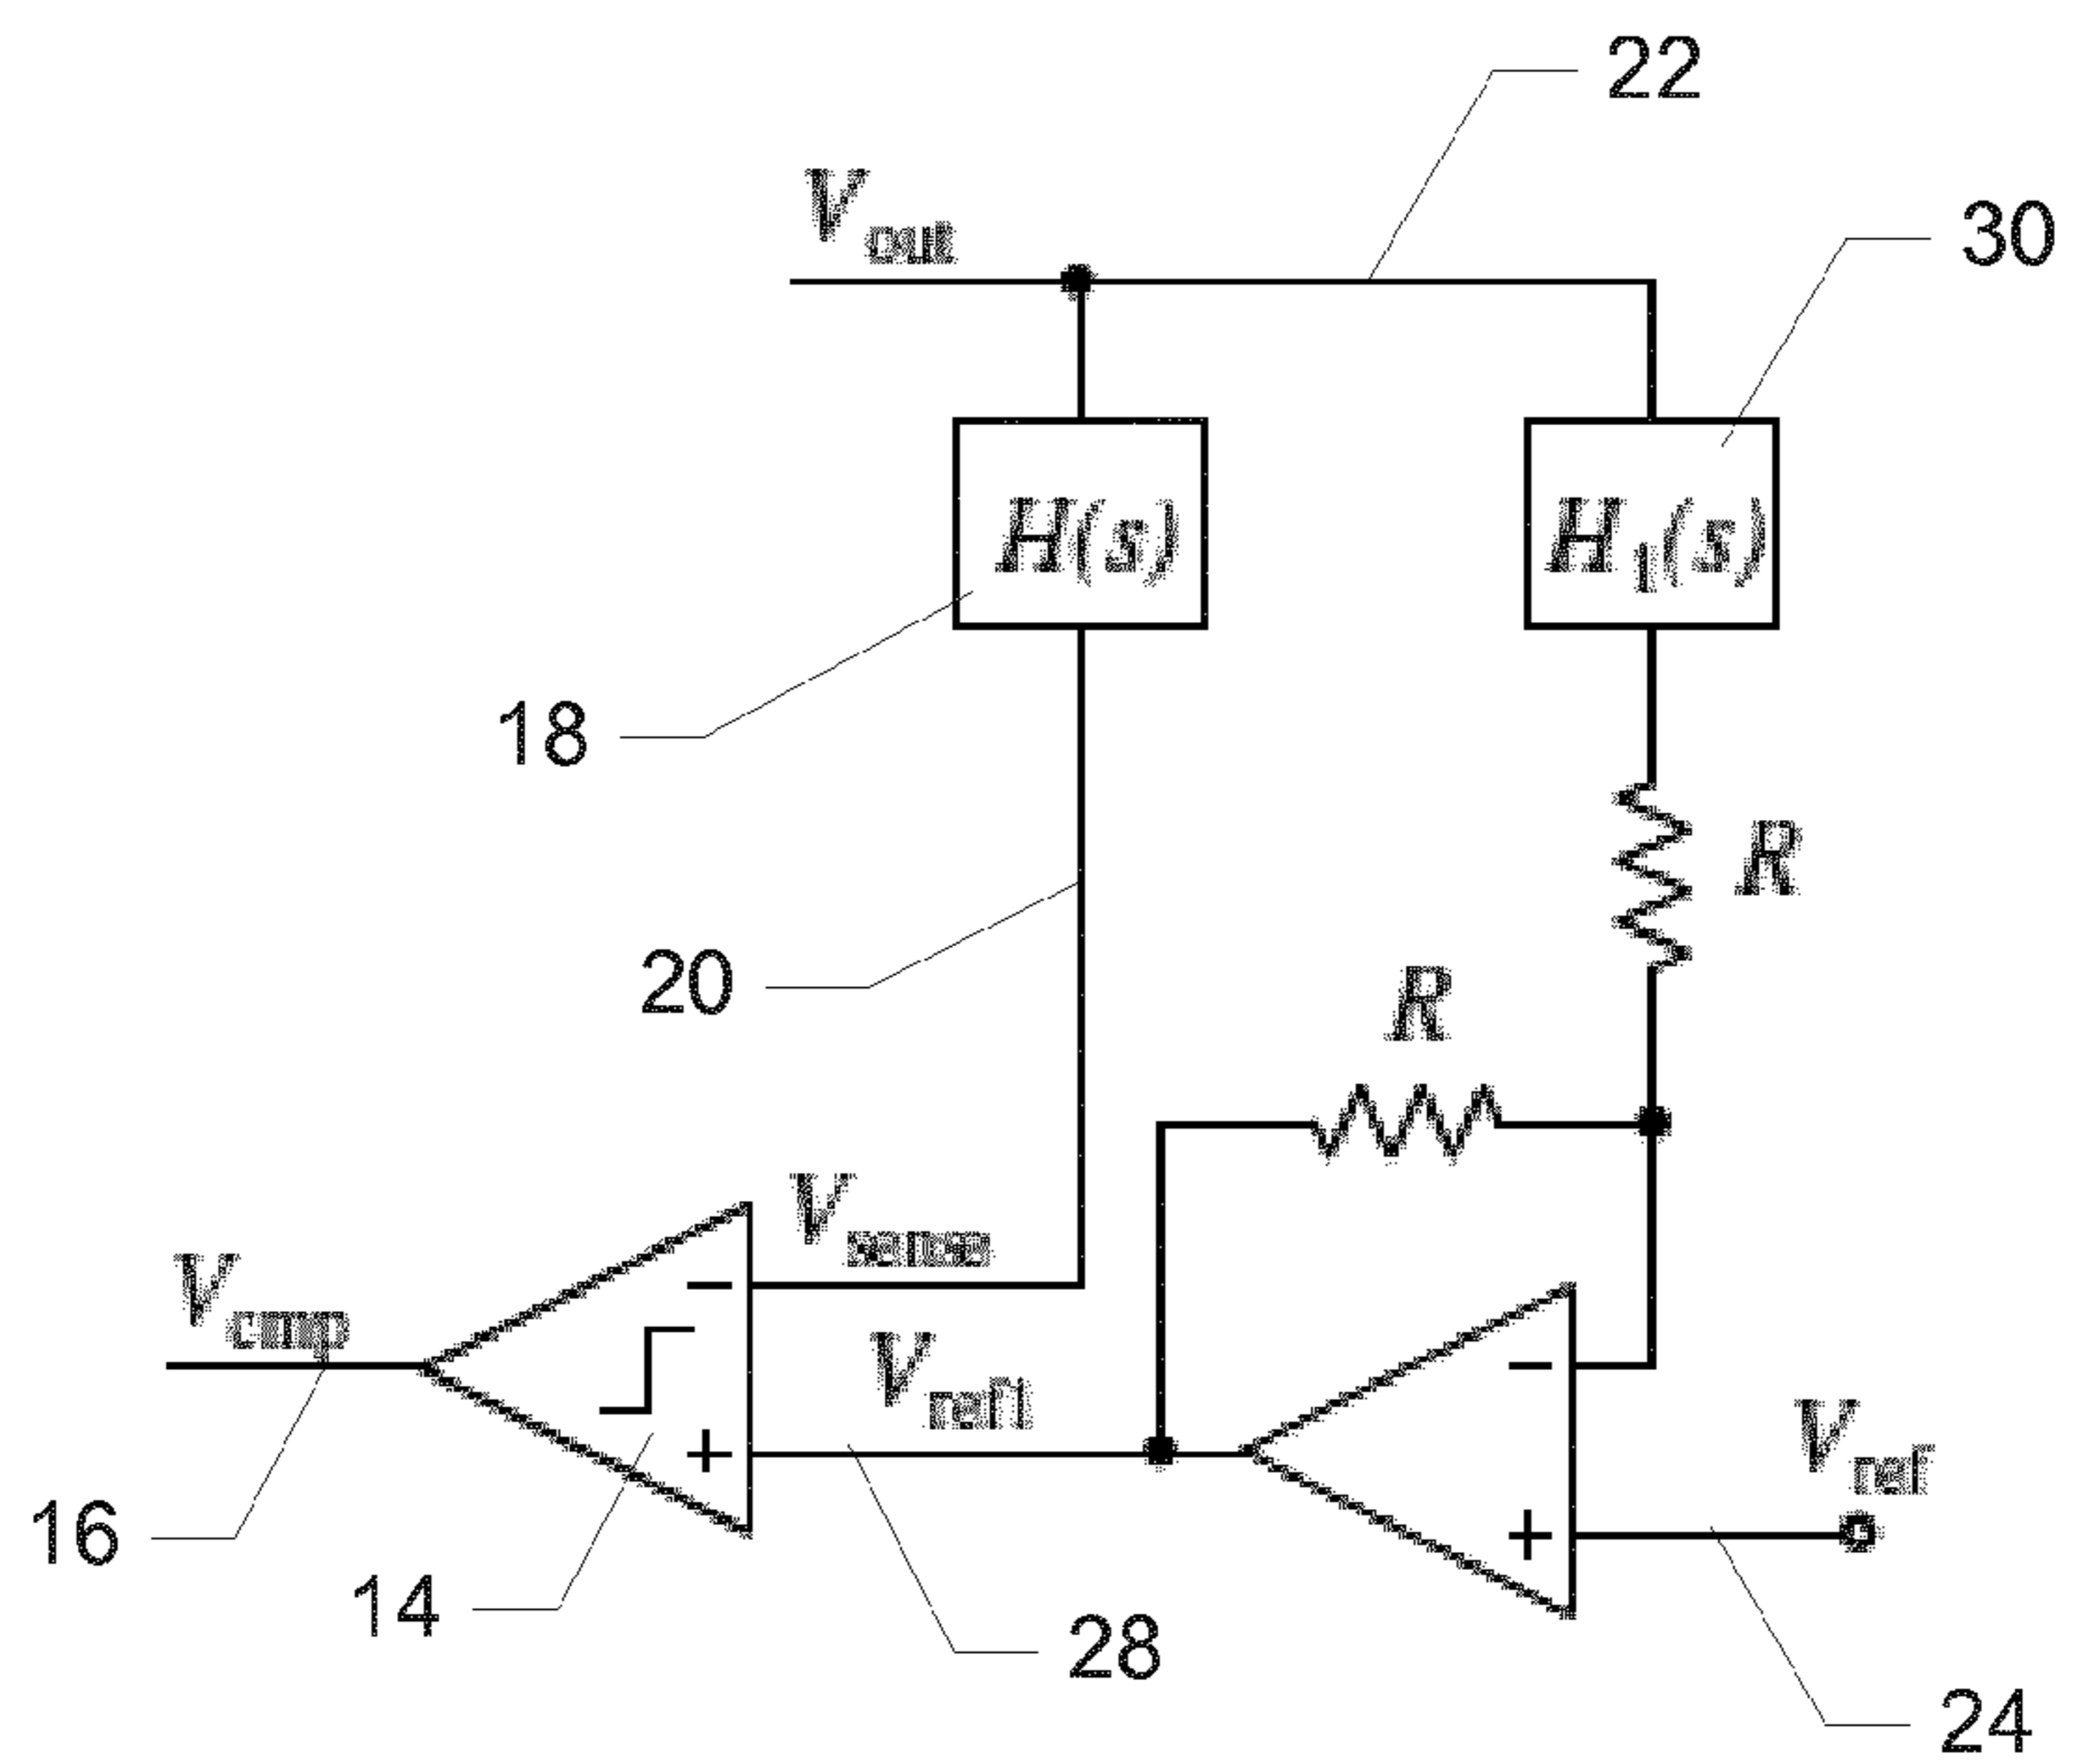 22
V_out
30
H(s)
H_1(s)
18
R
20
R
V_sense
−
V_cmp
V_ref1
−
+
V_ref
+
16
14
28
24